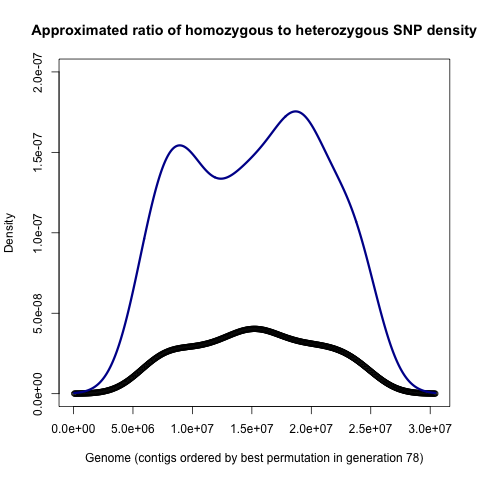 Approximated ratio of homozygous to heterozygous SNP density
Density
2.0e-07
1.5e-07
1.0e-07
5.0e-08
0.0e+00
0.0e+00 5.0e+06 1.0e+07 1.5e+07 2.0e+07 2.5e+07 3.0e+07
Genome (contigs ordered by best permutation in generation 78)